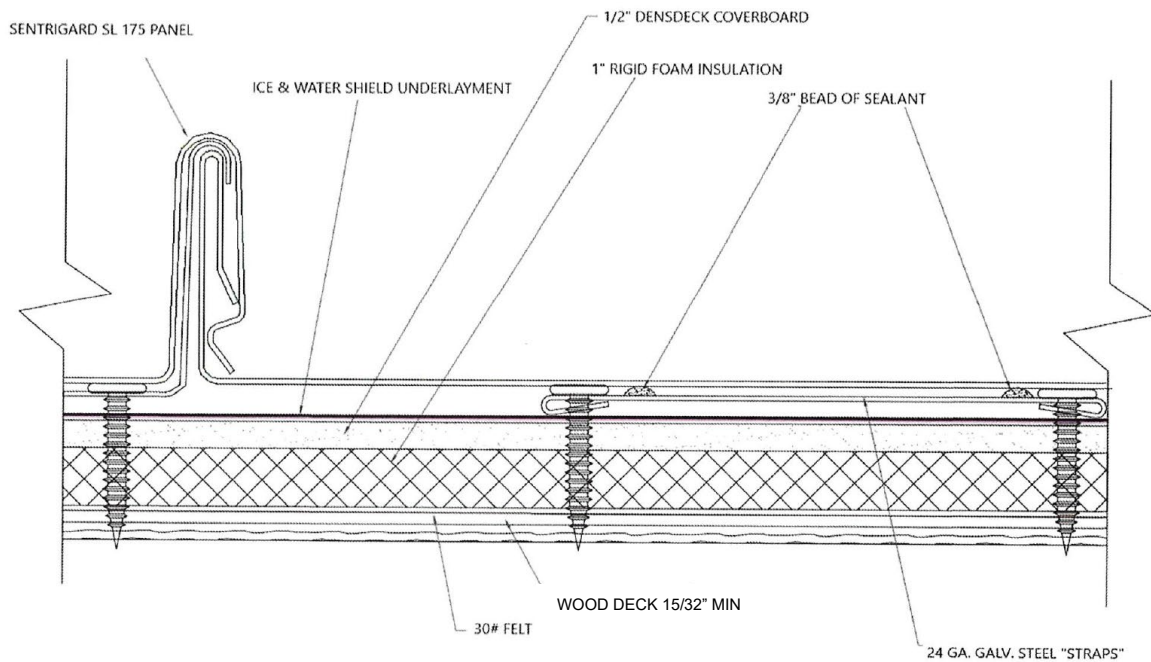 1/2" DENSDECK COVERBOARD
SENTRIGARD SL 175 PANEL
1" RIGID FOAM INSULATION
ICE & WATER SHIELD UNDERLAYMENT
3/8" BEAD OF SEALANT
WOOD DECK 15/32" MIN
30# FELT
24 GA. GALV. STEEL "STRAPS"